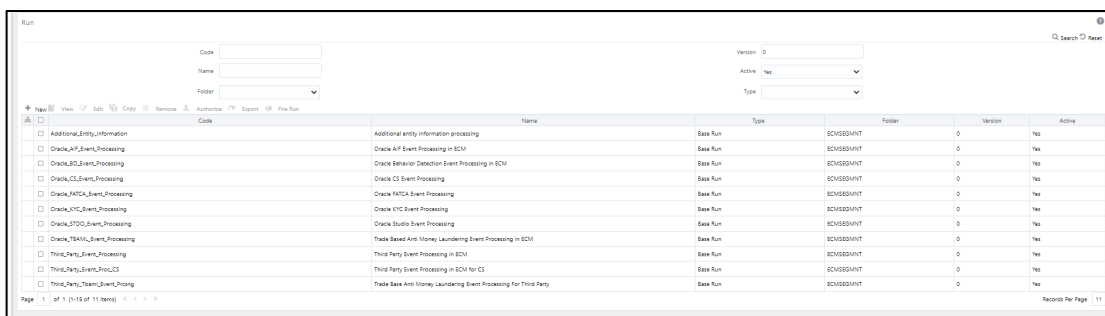 Run
Search Reset
Code Version 0
Name Active Yes
Folder Type
New View Edit Copy Remove Authorize Export Fire Run
Code Name Type Folder Version Active
Additional_Entity_Information Additional entity information processing Base Run ECMSEGMNT 0 Yes
Oracle_AIF_Event_Processing Oracle AIF Event Processing in ECM Base Run ECMSEGMNT 0 Yes
Oracle_BD_Event_Processing Oracle Behavior Detection Event Processing in ECM Base Run ECMSEGMNT 0 Yes
Oracle_CS_Event_Processing Oracle CS Event Processing Base Run ECMSEGMNT 0 Yes
Oracle_FATCA_Event_Processing Oracle FATCA Event Processing Base Run ECMSEGMNT 0 Yes
Oracle_KYC_Event_Processing Oracle KYC Event Processing Base Run ECMSEGMNT 0 Yes
Oracle_STDO_Event_Processing Oracle Studio Event Processing Base Run ECMSEGMNT 0 Yes
Oracle_TBAML_Event_Processing Trade Based Anti Money Laundering Event Processing in ECM Base Run ECMSEGMNT 0 Yes
Third_Party_Event_Processing Third Party Event Processing in ECM Base Run ECMSEGMNT 0 Yes
Third_Party_Event_Proc_CS Third Party Event Processing in ECM for CS Base Run ECMSEGMNT 0 Yes
Third_Party_Tbaml_Event_Prcsng Trade Base Anti Money Laundering Event Processing For Third Party Base Run ECMSEGMNT 0 Yes
Page 1 of 1 (1-15 of 11 items) Records Per Page 11